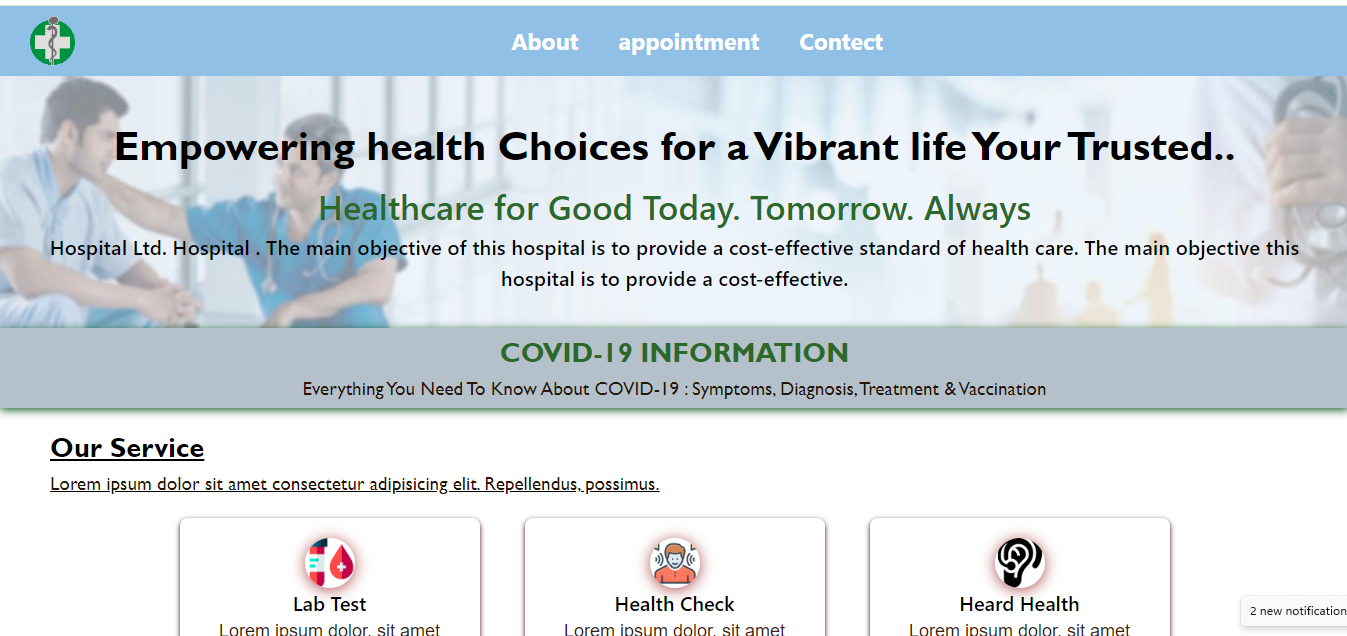 About appointment Contect
Empowering health Choices for a Vibrant life Your Trusted..
Healthcare for Good Today. Tomorrow. Always
Hospital Ltd. Hospital . The main objective of this hospital is to provide a cost-effective standard of health care. The main objective this
hospital is to provide a cost-effective.
COVID-19 INFORMATION
Everything You Need To Know About COVID-19 : Symptoms, Diagnosis, Treatment & Vaccination
Our Service
Lorem ipsum dolor sit amet consectetur adipisicing elit. Repellendus, possimus.
Lab Test
Lorem ipsum dolor, sit amet
Health Check
Lorem ipsum dolor, sit amet
Heard Health
Lorem ipsum dolor, sit amet
2 new notification